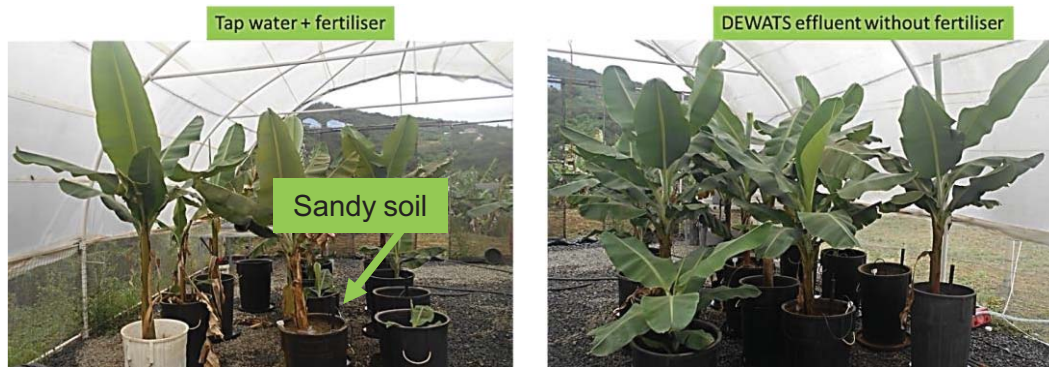 Tap water + fertiliser
DEWATS effluent without fertiliser
Sandy soil